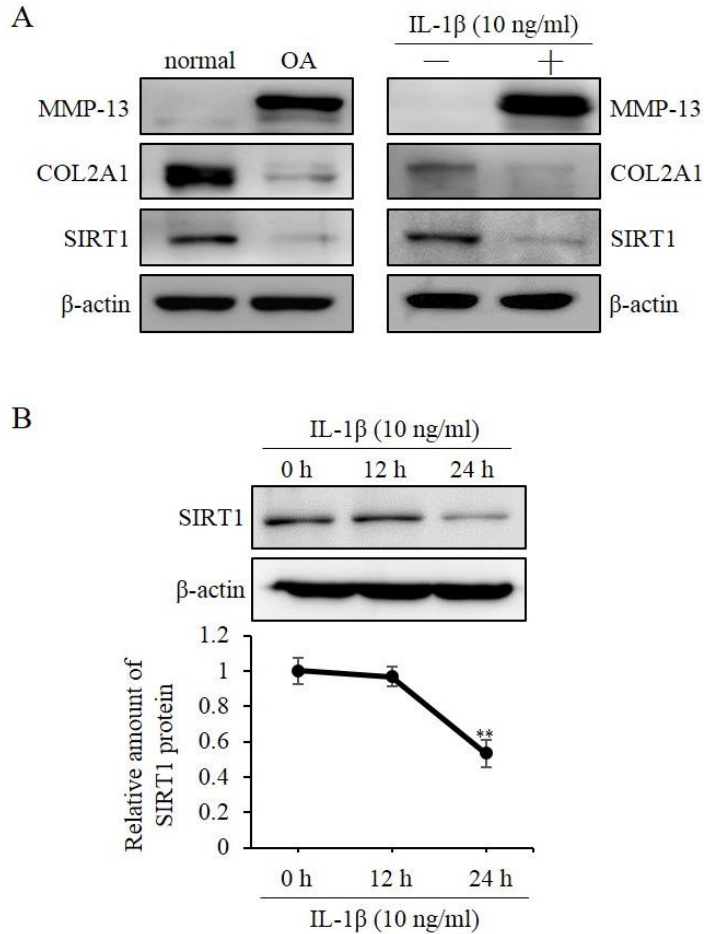 A
IL-1β (10 ng/ml)
normal OA — +
MMP-13 MMP-13
COL2A1 COL2A1
SIRT1 SIRT1
β-actin β-actin
B
IL-1β (10 ng/ml)
0 h 12 h 24 h
SIRT1
β-actin
Relative amount of
SIRT1 protein
1.2
1
0.8
0.6
0.4
0.2
0
**
0 h 12 h 24 h
IL-1β (10 ng/ml)